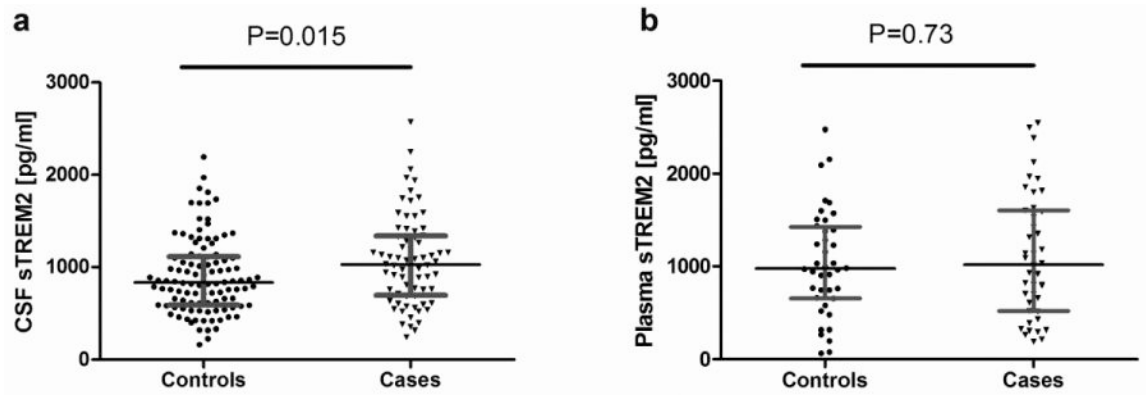 a
P=0.015
CSF sTREM2 [pg/ml]
3000
2000
1000
0
Controls
Cases
b
P=0.73
Plasma sTREM2 [pg/ml]
3000
2000
1000
0
Controls
Cases